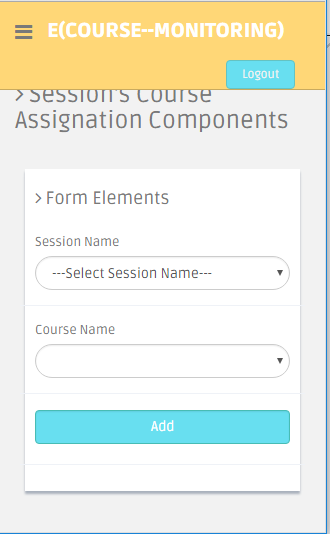 E(COURSE--MONITORING)
Logout
Session's Course
Assignation Components
Form Elements
Session Name
---Select Session Name---
Course Name
Add